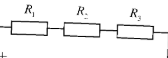 R₁ R₂ R₃
+